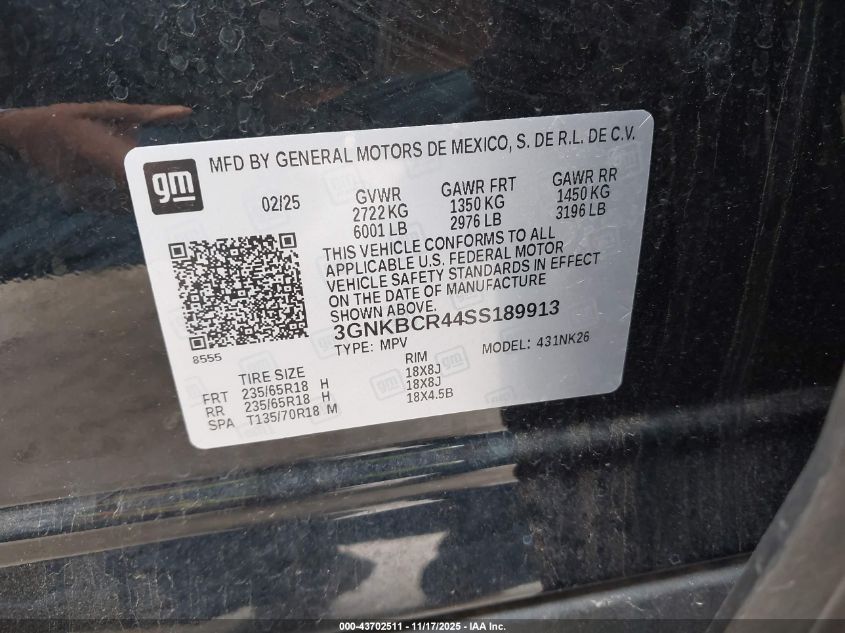 MFD BY GENERAL MOTORS DE MEXICO, S. DE R.L. DE C.V.
gm
02/25
GVWR
2722 KG
6001 LB
GAWR FRT
1350 KG
2976 LB
GAWR RR
1450 KG
3196 LB
THIS VEHICLE CONFORMS TO ALL
APPLICABLE U.S. FEDERAL MOTOR
VEHICLE SAFETY STANDARDS IN EFFECT
ON THE DATE OF MANUFACTURE
SHOWN ABOVE.
3GNKBCR44SS189913
8555
TYPE: MPV
MODEL: 431NK26
TIRE SIZE RIM
FRT 235/65R18 H 18X8J
RR 235/65R18 H 18X8J
SPA T135/70R18 M 18X4.5B
000-43702511 - 11/17/2025 - IAA Inc.